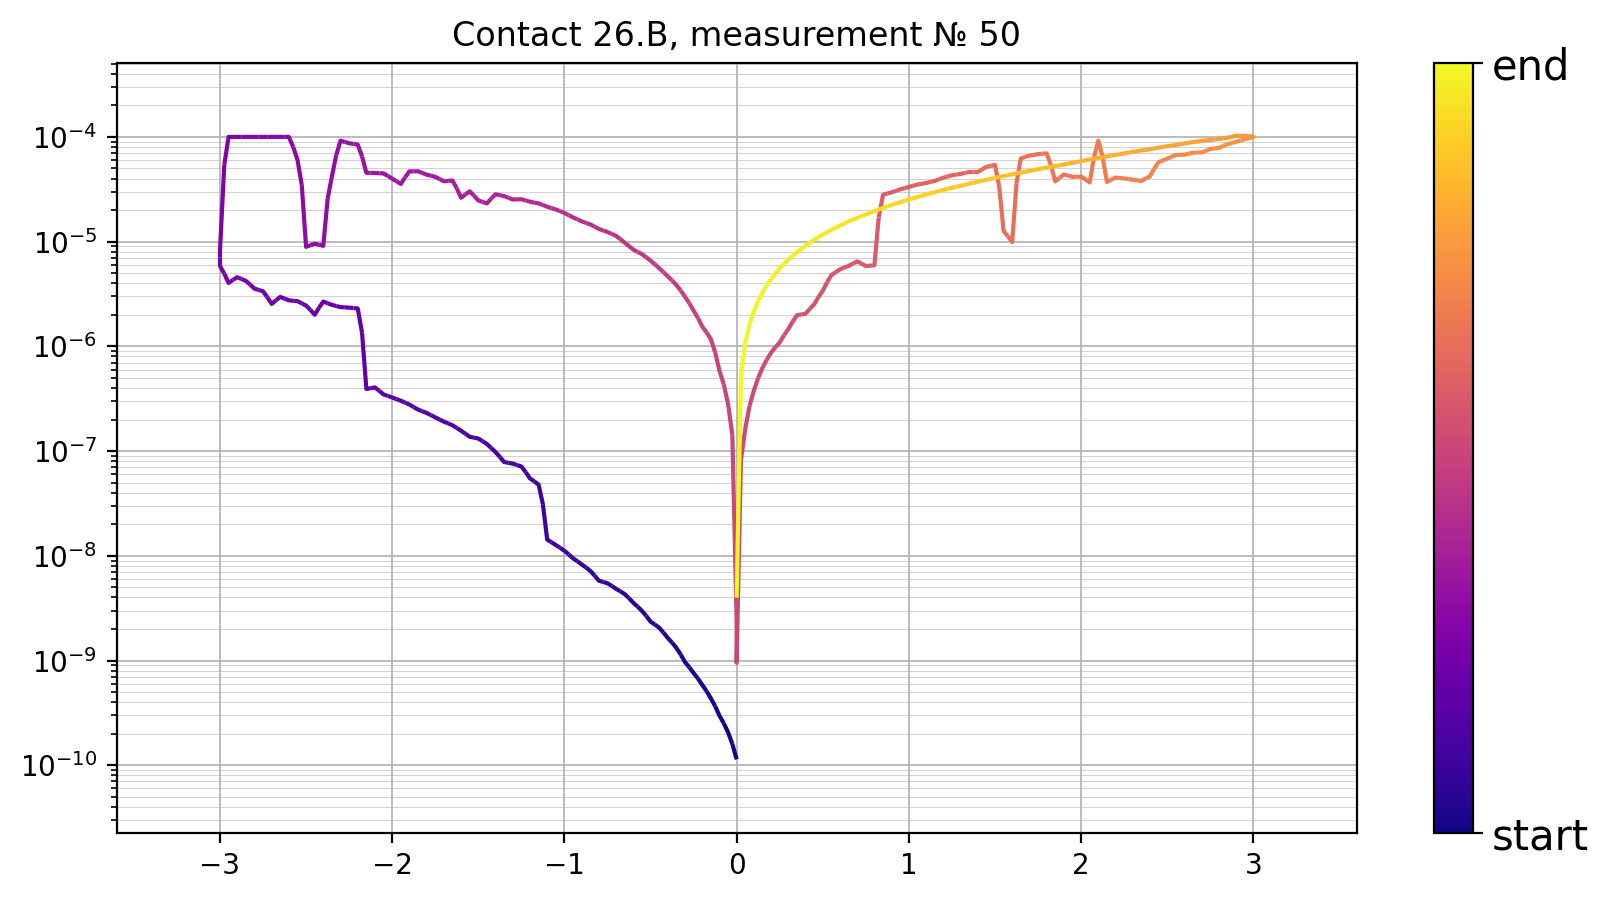 Contact 26.B, measurement № 50
10⁻⁴
10⁻⁵
10⁻⁶
10⁻⁷
10⁻⁸
10⁻⁹
10⁻¹⁰
−3 −2 −1 0 1 2 3
end
start